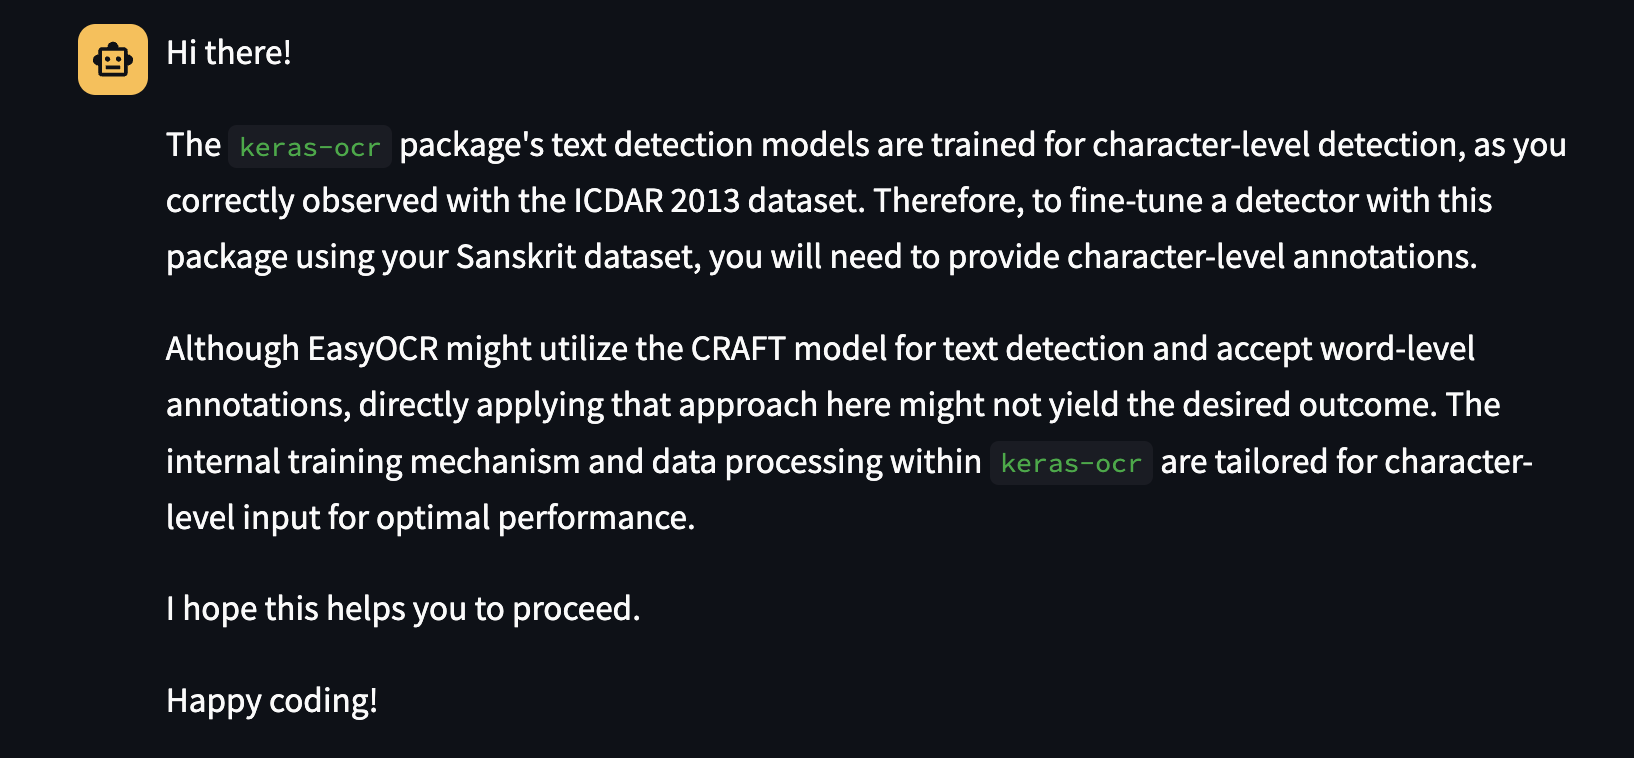 Hi there!
The keras-ocr package's text detection models are trained for character-level detection, as you
correctly observed with the ICDAR 2013 dataset. Therefore, to fine-tune a detector with this
package using your Sanskrit dataset, you will need to provide character-level annotations.
Although EasyOCR might utilize the CRAFT model for text detection and accept word-level
annotations, directly applying that approach here might not yield the desired outcome. The
internal training mechanism and data processing within keras-ocr are tailored for character-
level input for optimal performance.
I hope this helps you to proceed.
Happy coding!